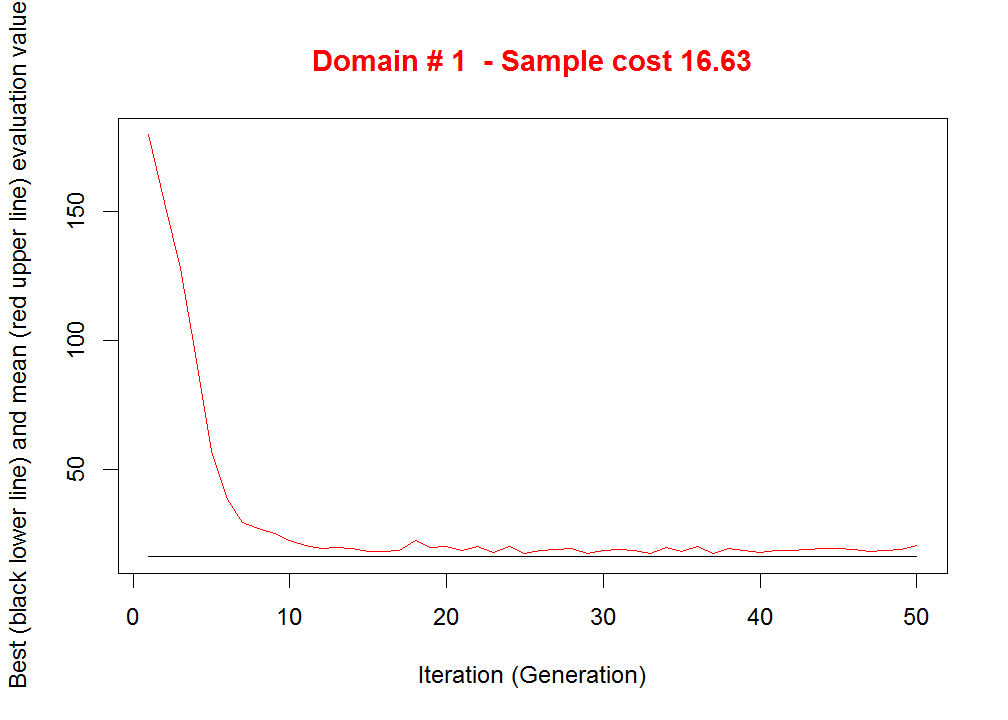 Domain # 1  - Sample cost 16.63
Best (black lower line) and mean (red upper line) evaluation value
150
100
50
0 10 20 30 40 50
Iteration (Generation)